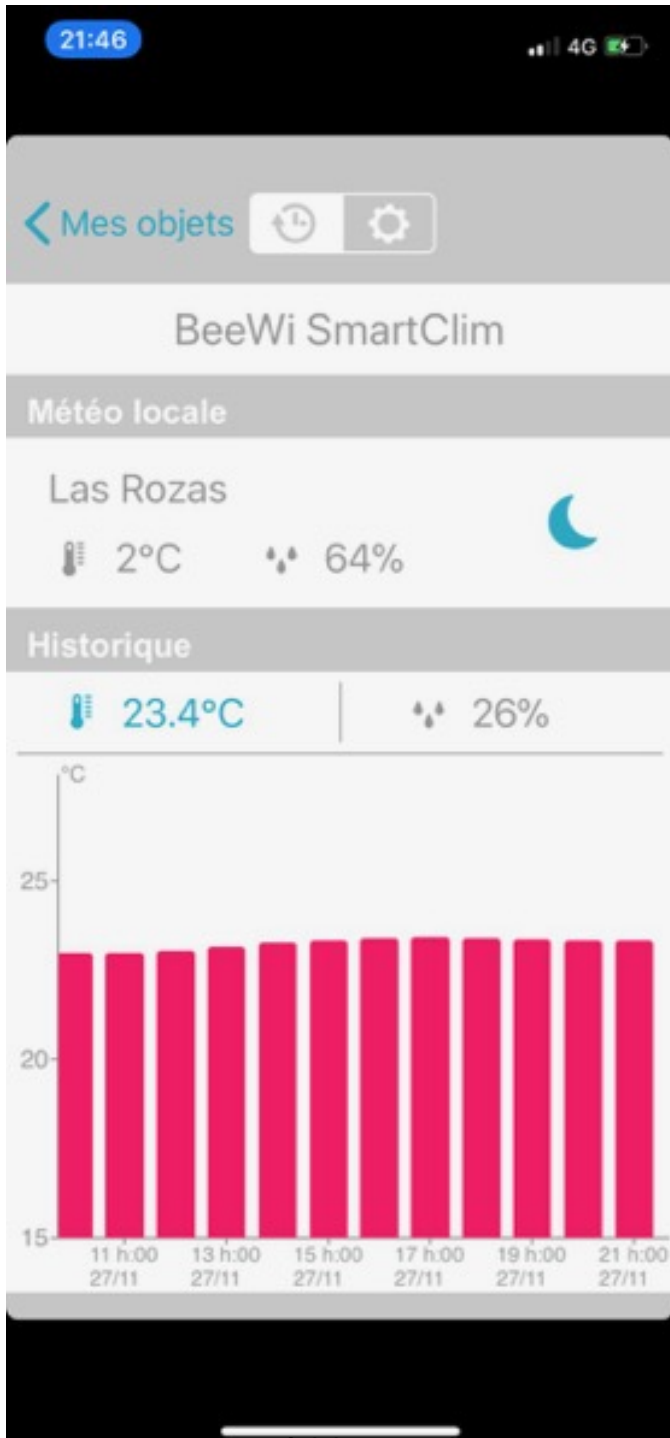 21:46
4G
Mes objets
BeeWi SmartClim
Météo locale
Las Rozas
2°C 64%
Historique
23.4°C 26%
°C
25
20
15
11 h:00 13 h:00 15 h:00 17 h:00 19 h:00 21 h:00
27/11 27/11 27/11 27/11 27/11 27/11